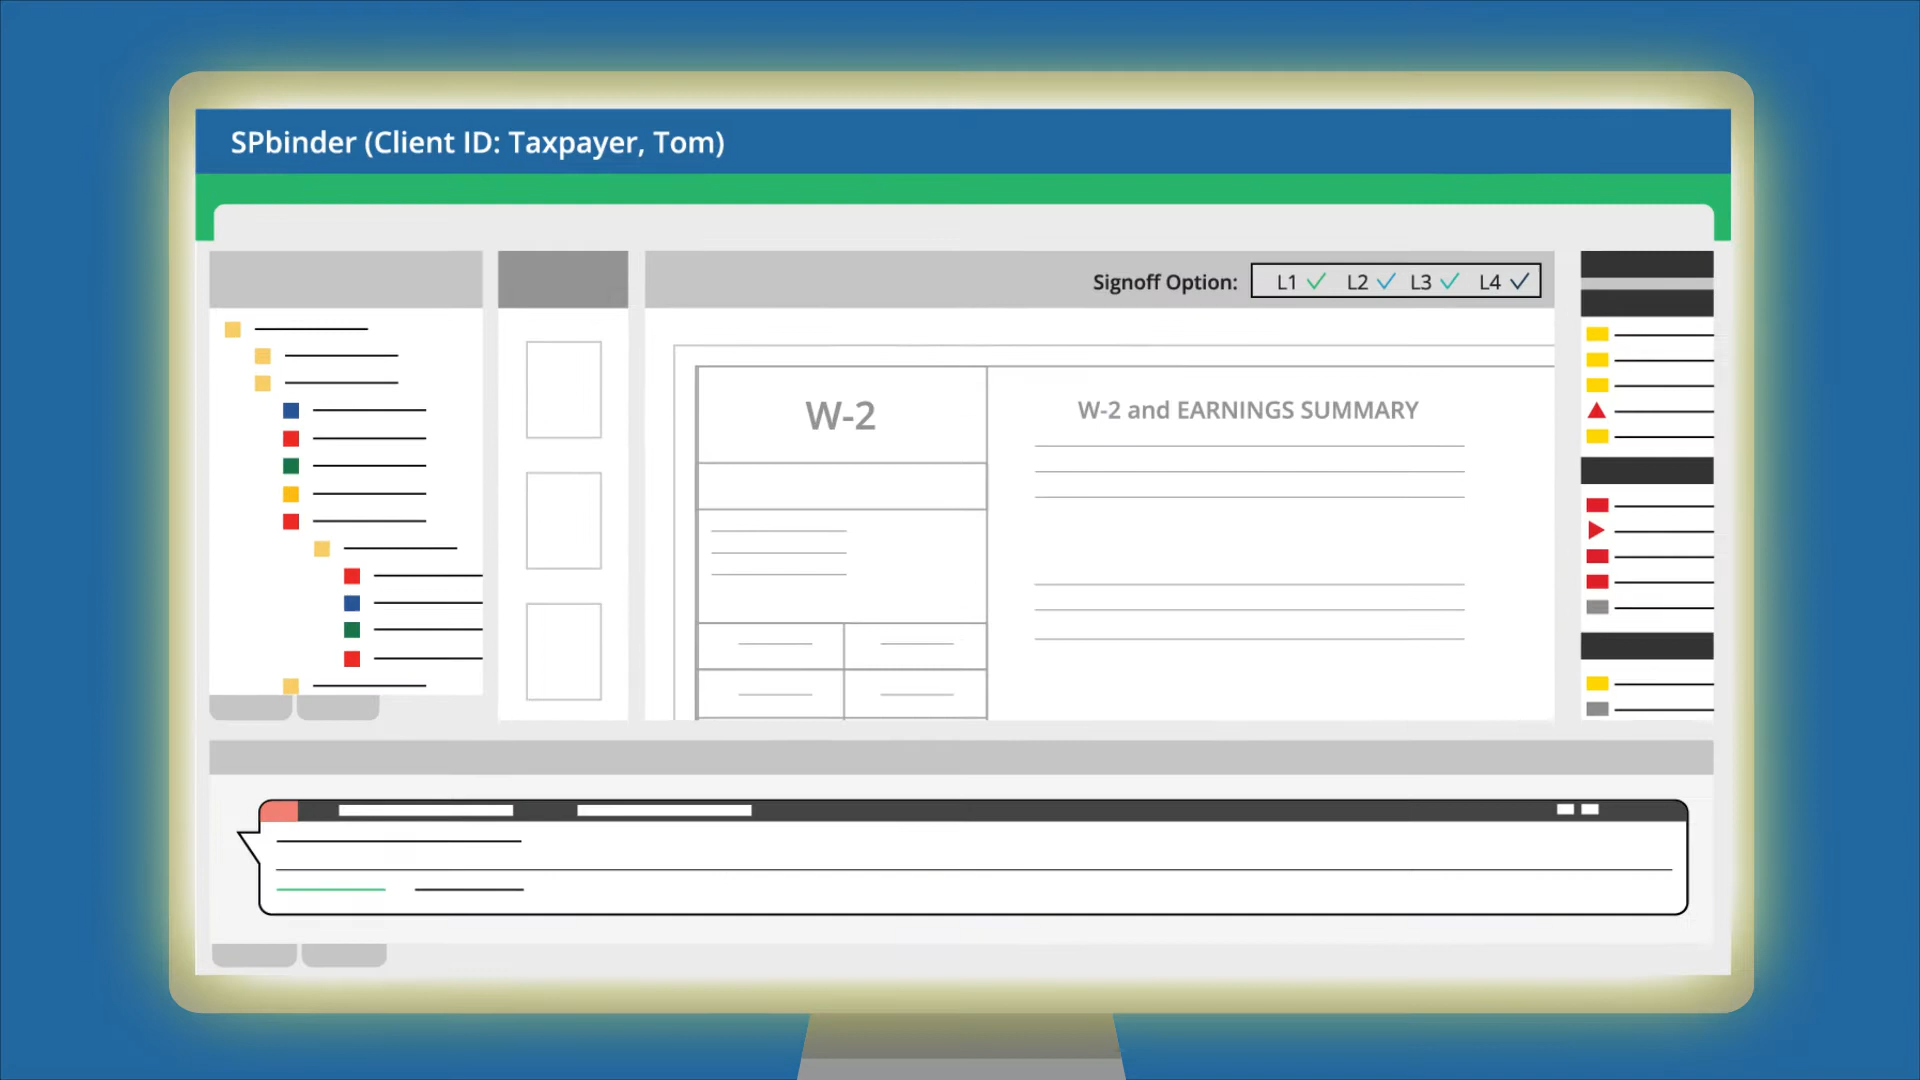 SPbinder (Client ID: Taxpayer, Tom)
Signoff Option: L1 ✓ L2 ✓ L3 ✓ L4 ✓
W-2
W-2 and EARNINGS SUMMARY